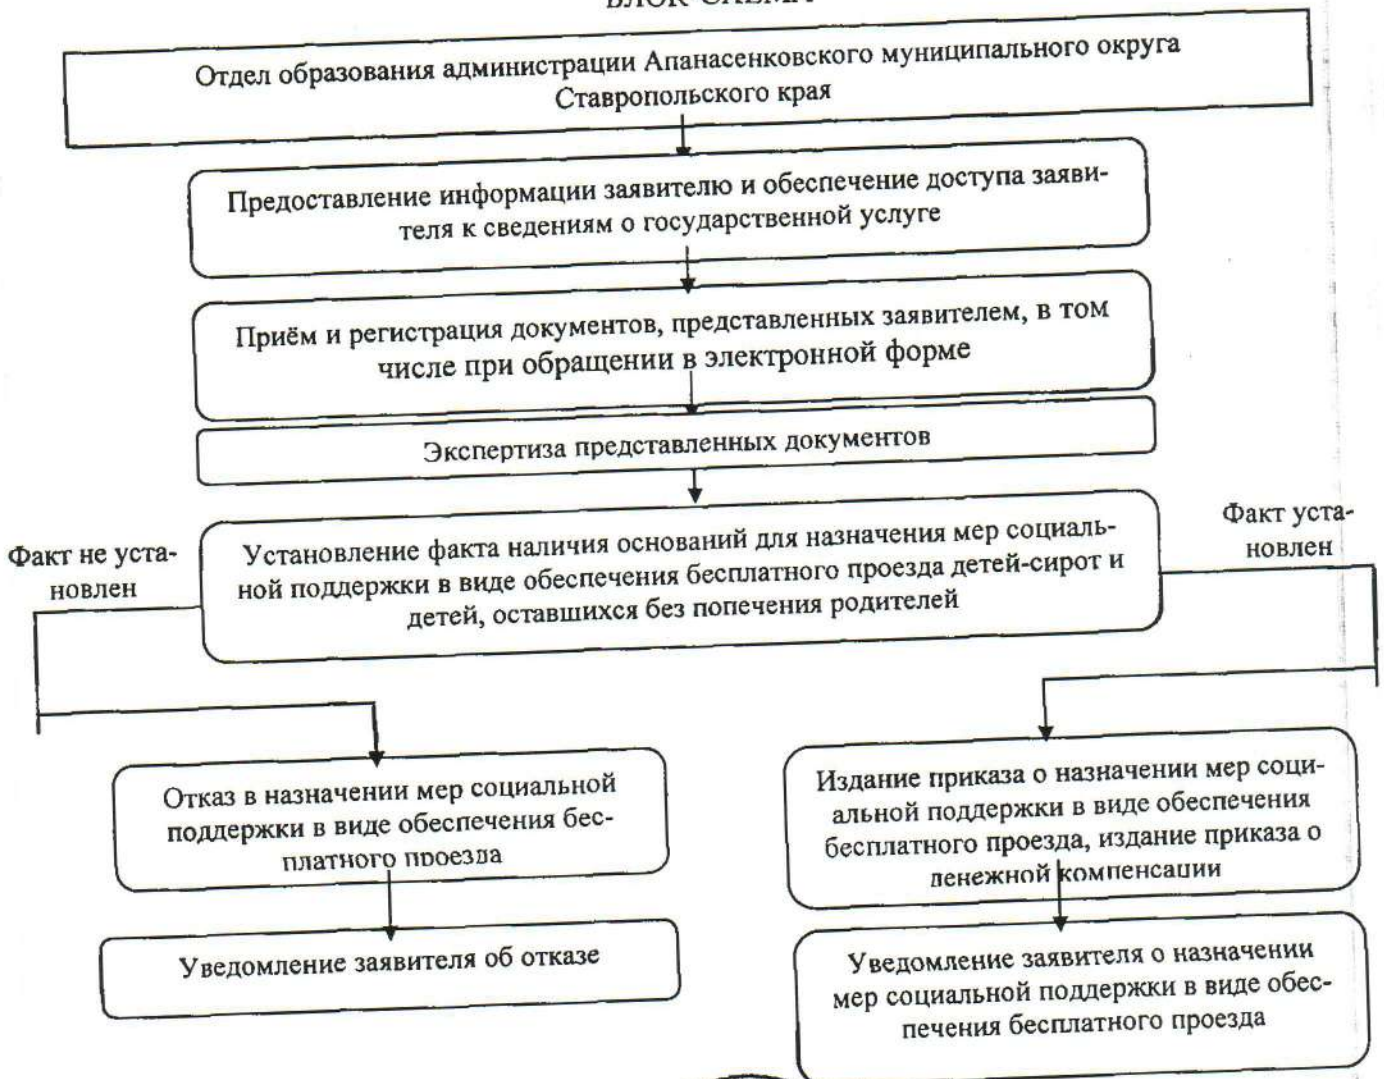 БЛОК-СХЕМА
Отдел образования администрации Апанасенковского муниципального округа
Ставропольского края
Предоставление информации заявителю и обеспечение доступа заяви-
теля к сведениям о государственной услуге
Приём и регистрация документов, представленных заявителем, в том
числе при обращении в электронной форме
Экспертиза представленных документов
Факт не уста-
новлен
Установление факта наличия оснований для назначения мер социаль-
ной поддержки в виде обеспечения бесплатного проезда детей-сирот и
детей, оставшихся без попечения родителей
Факт уста-
новлен
Отказ в назначении мер социальной
поддержки в виде обеспечения бес-
платного проезда
Издание приказа о назначении мер соци-
альной поддержки в виде обеспечения
бесплатного проезда, издание приказа о
денежной компенсации
Уведомление заявителя об отказе
Уведомление заявителя о назначении
мер социальной поддержки в виде обес-
печения бесплатного проезда